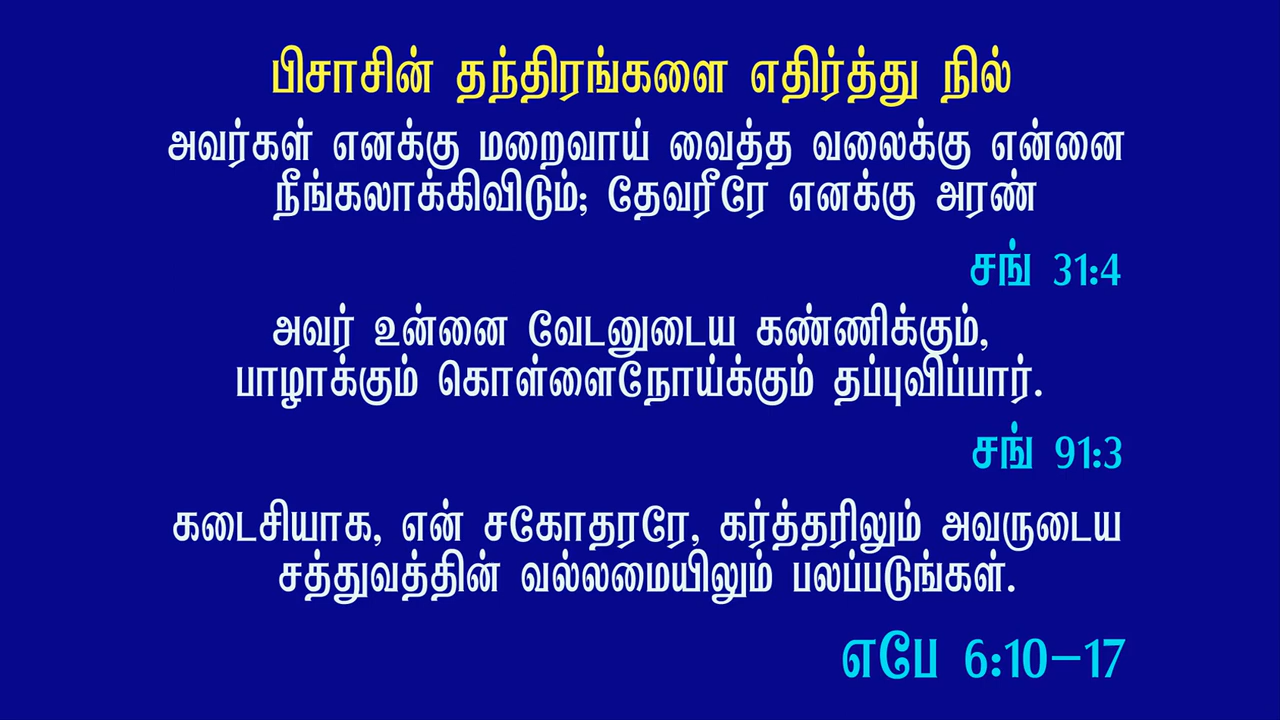 பிசாசின் தந்திரங்களை எதிர்த்து நில்
அவர்கள் எனக்கு மறைவாய் வைத்த வலைக்கு என்னை
நீங்கலாக்கிவிடும்; தேவரீரே எனக்கு அரண்
சங் 31:4
அவர் உன்னை வேடனுடைய கண்ணிக்கும்,
பாழாக்கும் கொள்ளைநோய்க்கும் தப்புவிப்பார்.
சங் 91:3
கடைசியாக, என் சகோதரரே, கர்த்தரிலும் அவருடைய
சத்துவத்தின் வல்லமையிலும் பலப்படுங்கள்.
எபே 6:10–17